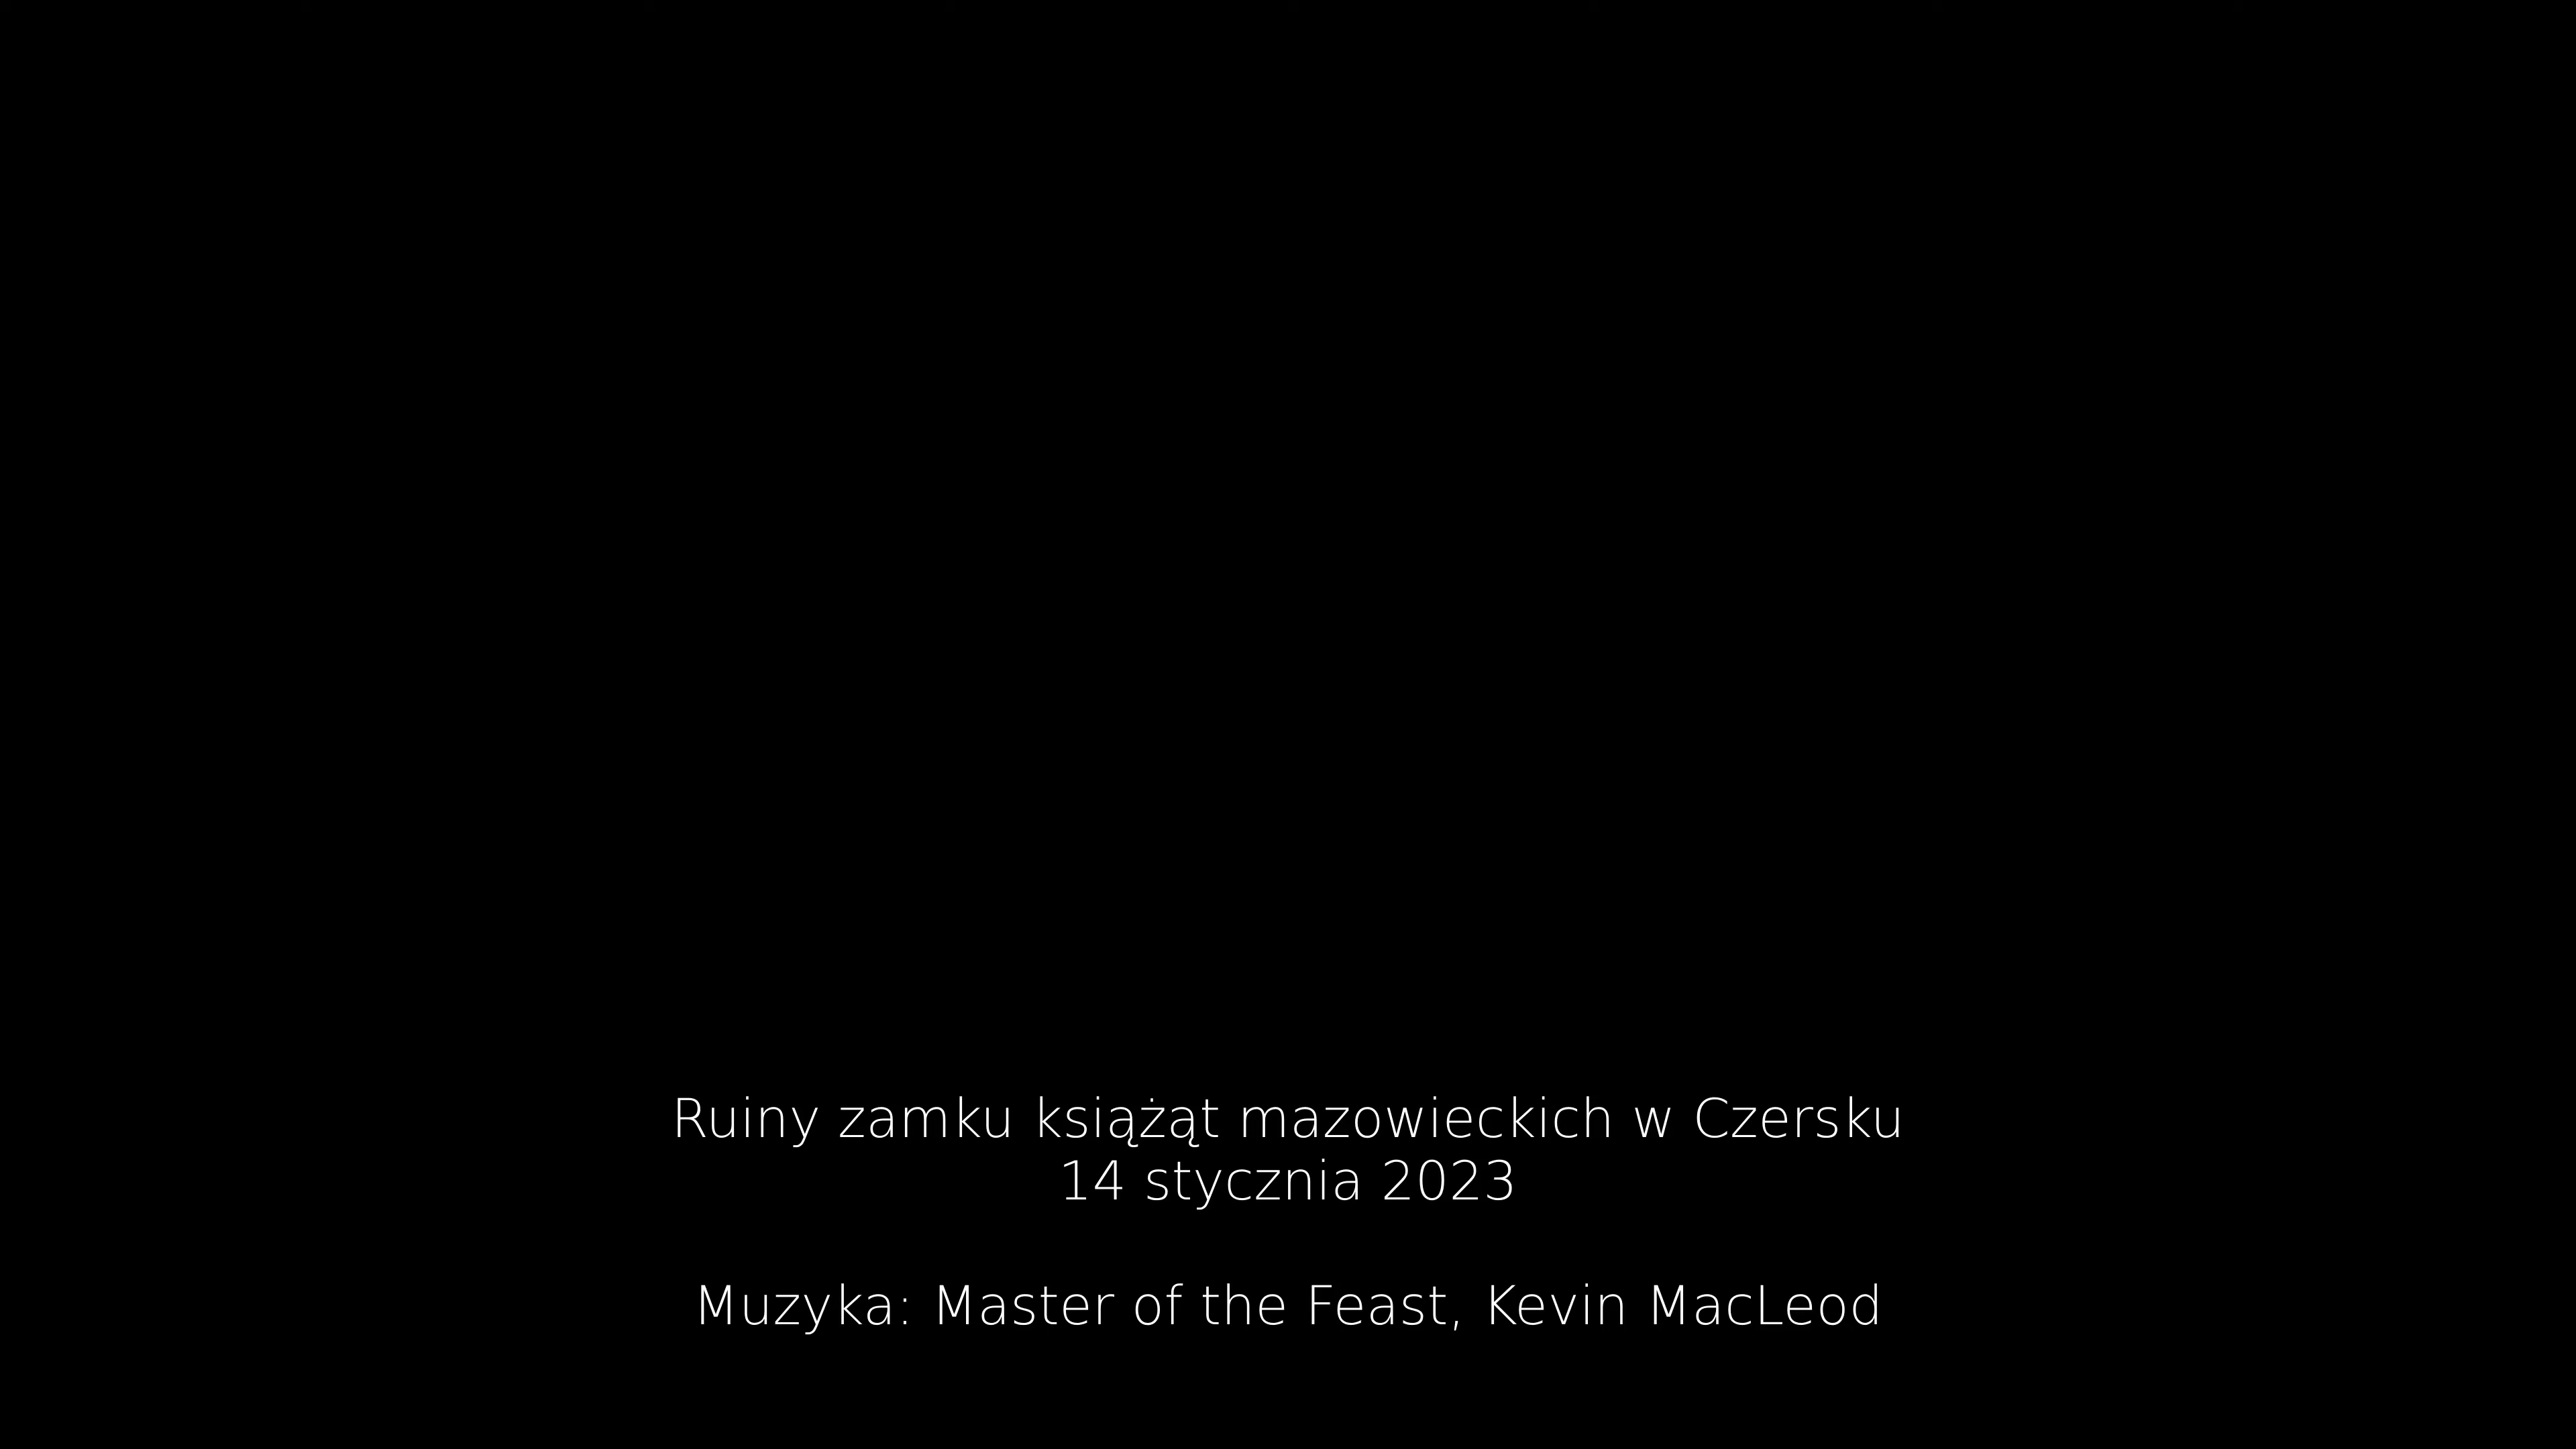 Ruiny zamku książąt mazowieckich w Czersku
14 stycznia 2023
Muzyka: Master of the Feast, Kevin MacLeod